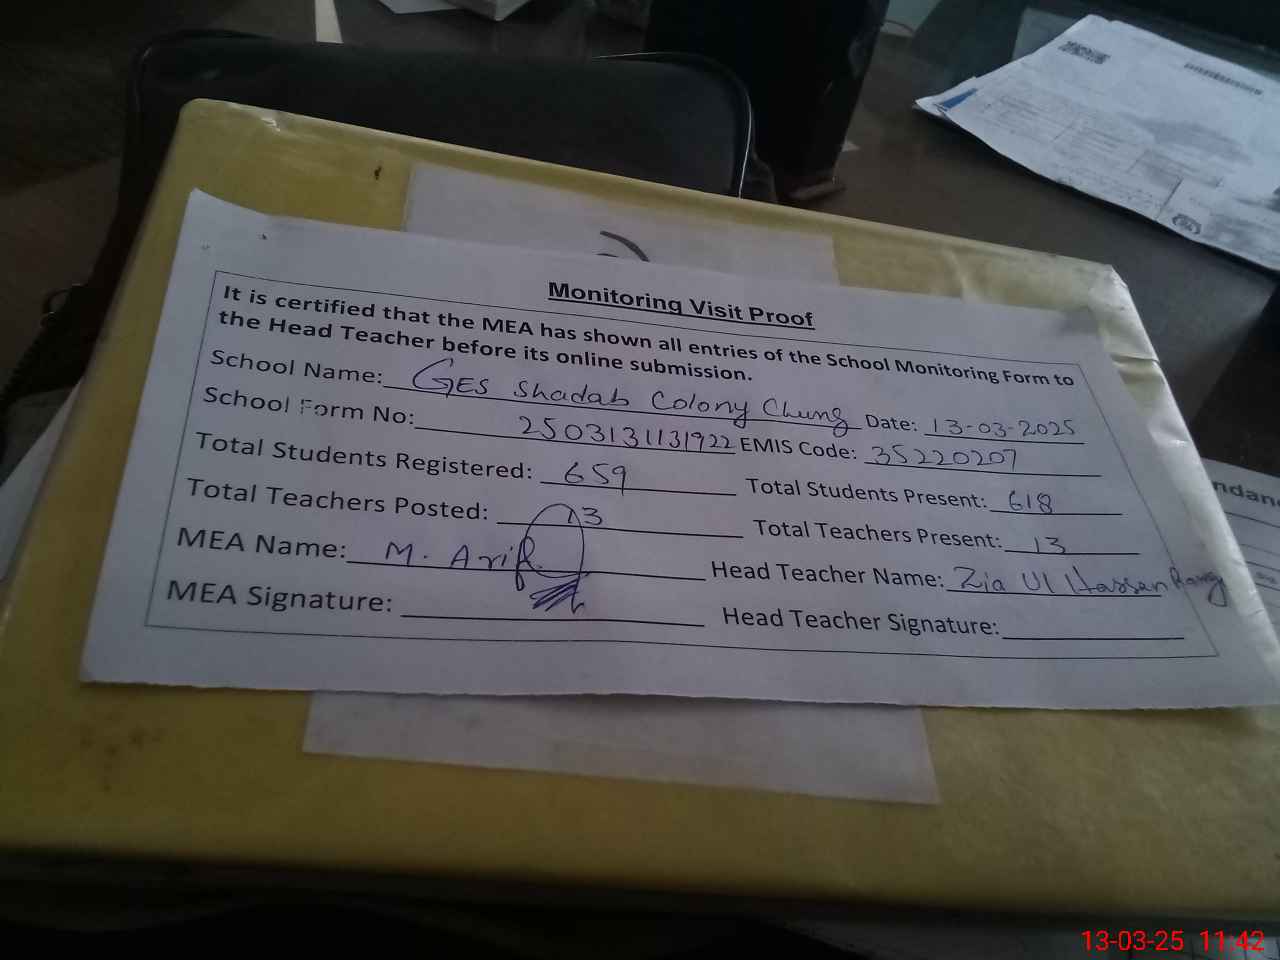 Monitoring Visit Proof
It is certified that the MEA has shown all entries of the School Monitoring Form to
the Head Teacher before its online submission.
School Name: GES Shadab Colony Chung Date: 13-03-2025
School Form No: 2503131131922 EMIS Code: 35220207
Total Students Registered: 659 Total Students Present: 618
Total Teachers Posted: 13 Total Teachers Present: 13
MEA Name: M. Arif Head Teacher Name: Zia Ul Hassan
MEA Signature: Head Teacher Signature:
13-03-25 11:42